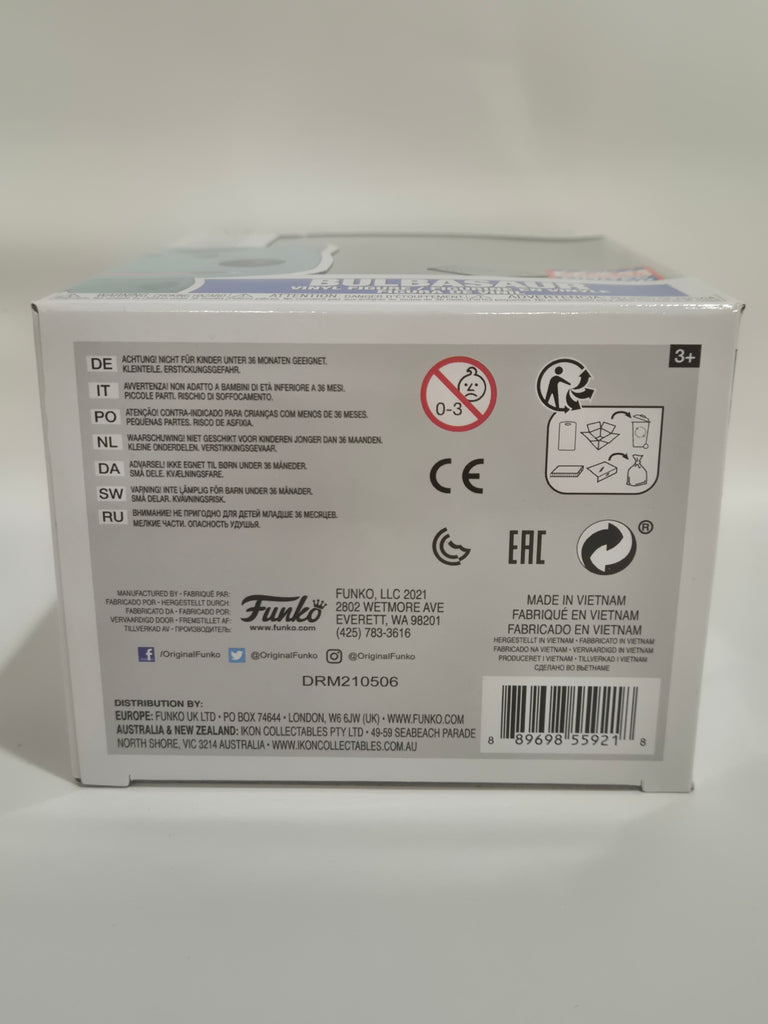 BULBASAUR
3+
DE ACHTUNG! NICHT FÜR KINDER UNTER 36 MONATEN GEEIGNET.
KLEINTEILE. ERSTICKUNGSGEFAHR.
IT AVVERTENZA! NON ADATTO A BAMBINI DI ETÀ INFERIORE A 36 MESI.
PICCOLE PARTI. RISCHIO DI SOFFOCAMENTO.
PO ATENÇÃO! CONTRA-INDICADO PARA CRIANÇAS COM MENOS DE 36 MESES.
PEQUENAS PARTES. RISCO DE ASFIXIA.
NL WAARSCHUWING! NIET GESCHIKT VOOR KINDEREN JONGER DAN 36 MAANDEN.
KLEINE ONDERDELEN. VERSTIKKINGSGEVAAR.
DA ADVARSEL! IKKE EGNET TIL BØRN UNDER 36 MÅNEDER.
SMÅ DELE. KVÆLNINGSFARE.
SW VARNING! INTE LÄMPLIG FÖR BARN UNDER 36 MÅNADER.
SMÅ DELAR. KVÄVNINGSRISK.
RU ВНИМАНИЕ! НЕ ПРИГОДНО ДЛЯ ДЕТЕЙ МЛАДШЕ 36 МЕСЯЦЕВ.
МЕЛКИЕ ЧАСТИ. ОПАСНОСТЬ УДУШЬЯ.
0-3
CE
EAC
®
MANUFACTURED BY • FABRIQUÉ PAR:
FABRICADO POR • HERGESTELLT DURCH:
FABBRICATO DA • FABRICADO POR:
VERVAARDIGD DOOR • FREMSTILLET AF:
TILLVERKAD AV • ПРОИЗВОДИТЕЛЬ:
Funko
www.funko.com
FUNKO, LLC 2021
2802 WETMORE AVE
EVERETT, WA 98201
(425) 783-3616
/OriginalFunko @OriginalFunko @OriginalFunko
DRM210506
MADE IN VIETNAM
FABRIQUÉ EN VIETNAM
FABRICADO EN VIETNAM
HERGESTELLT IN VIETNAM • FABBRICATO IN VIETNAM
FABRICADO NA VIETNAM • VERVAARDIGD IN VIETNAM
PRODUCERET I VIETNAM • TILLVERKAD I VIETNAM
СДЕЛАНО ВО ВЬЕТНАМЕ
DISTRIBUTION BY:
EUROPE: FUNKO UK LTD • PO BOX 74644 • LONDON, W6 6JW (UK) • WWW.FUNKO.COM
AUSTRALIA & NEW ZEALAND: IKON COLLECTABLES PTY LTD • 49-59 SEABEACH PARADE
NORTH SHORE, VIC 3214 AUSTRALIA • WWW.IKONCOLLECTABLES.COM.AU
8 89698 55921 8